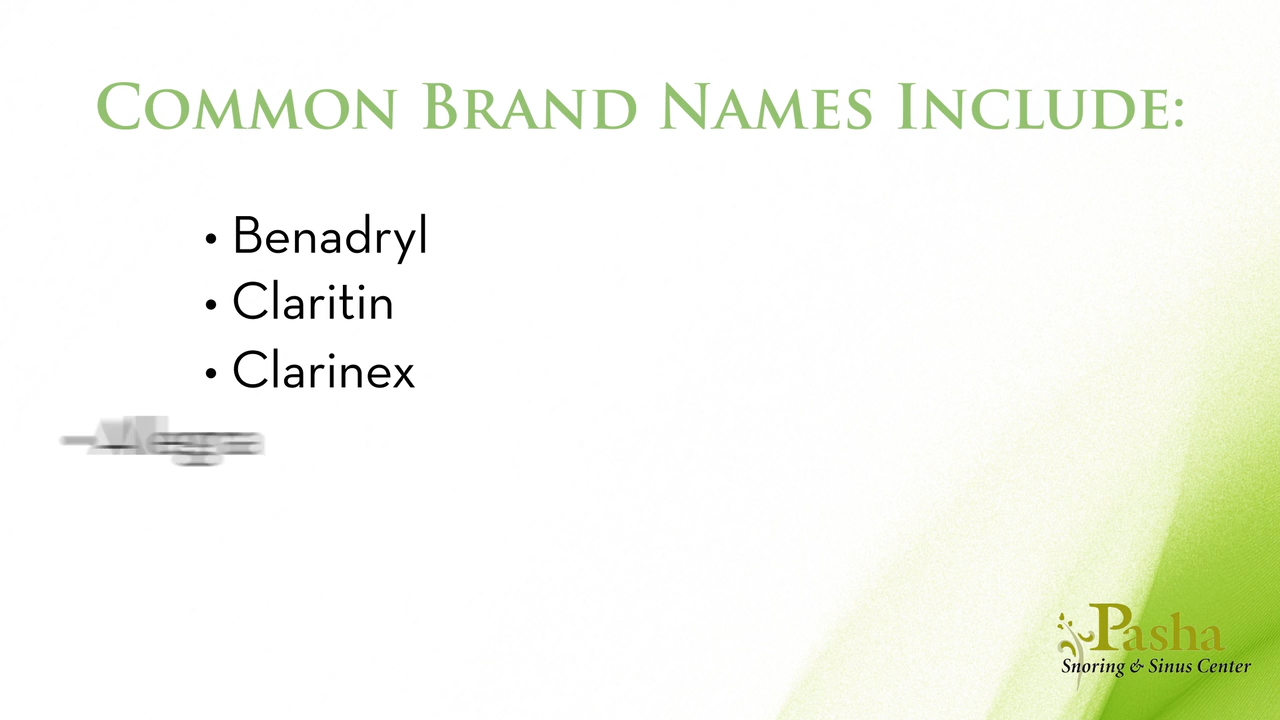 Common Brand Names Include:
• Benadryl
• Claritin
• Clarinex
Pasha
Snoring & Sinus Center